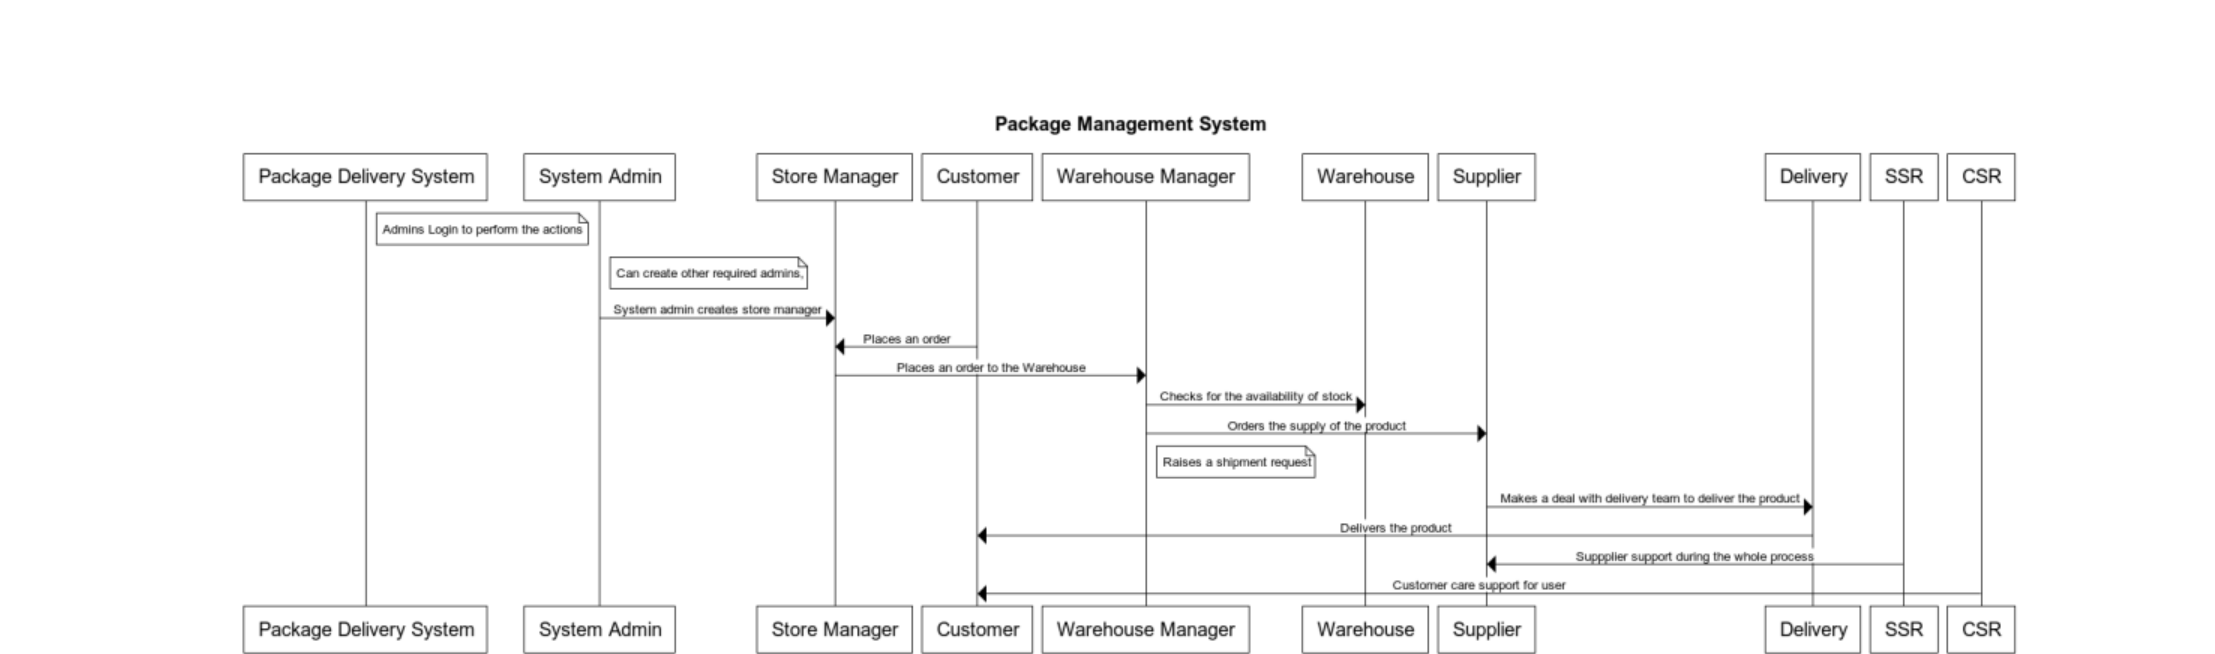 Package Management System
Package Delivery System
System Admin
Store Manager
Customer
Warehouse Manager
Warehouse
Supplier
Delivery
SSR
CSR
Admins Login to perform the actions
Can create other required admins,
System admin creates store manager
Places an order
Places an order to the Warehouse
Checks for the availability of stock
Orders the supply of the product
Raises a shipment request
Makes a deal with delivery team to deliver the product
Delivers the product
Suppplier support during the whole process
Customer care support for user
Package Delivery System
System Admin
Store Manager
Customer
Warehouse Manager
Warehouse
Supplier
Delivery
SSR
CSR